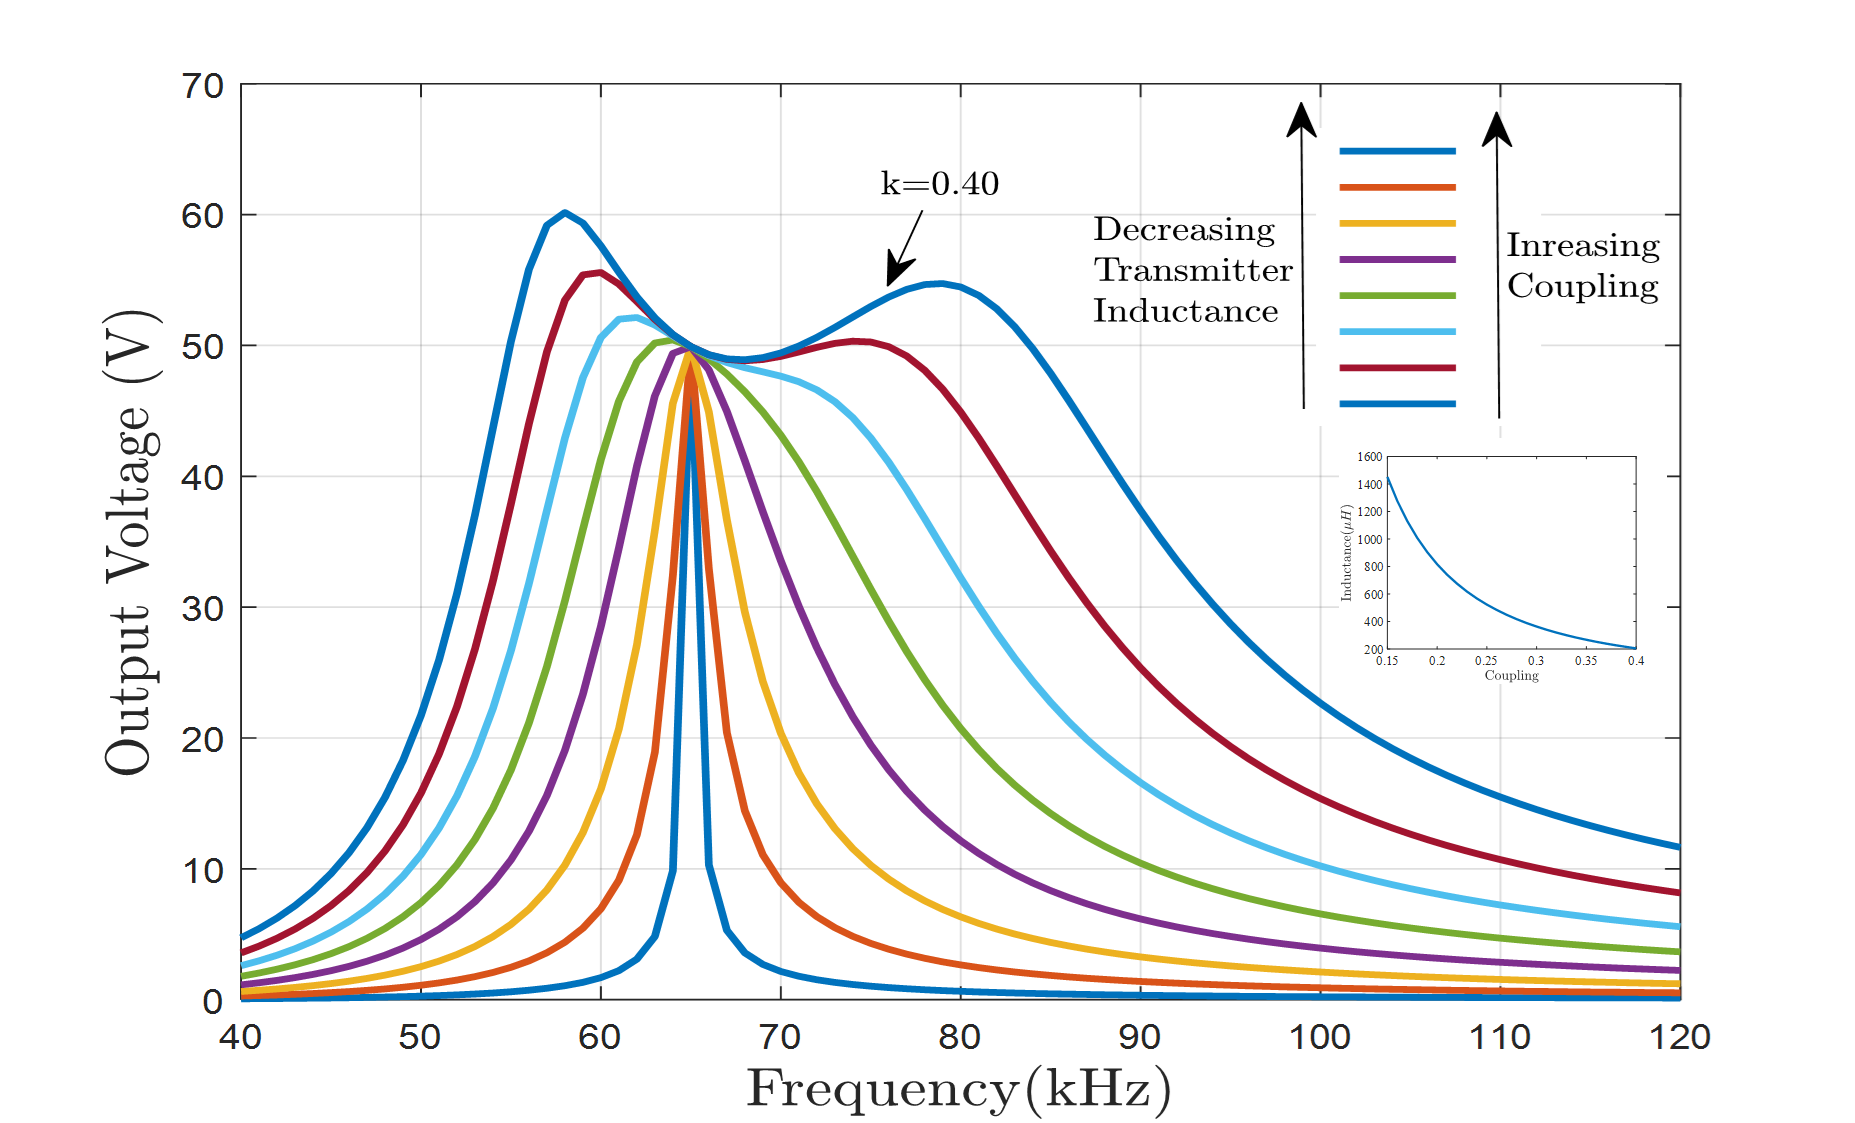 70
60
50
40
30
20
10
0
Output Voltage (V)
40 50 60 70 80 90 100 110 120
Frequency(kHz)
k=0.40
Decreasing
Transmitter
Inductance
Inreasing
Coupling
1600
1400
1200
1000
800
600
400
200
Inductance(μH)
0.15 0.2 0.25 0.3 0.35 0.4
Coupling